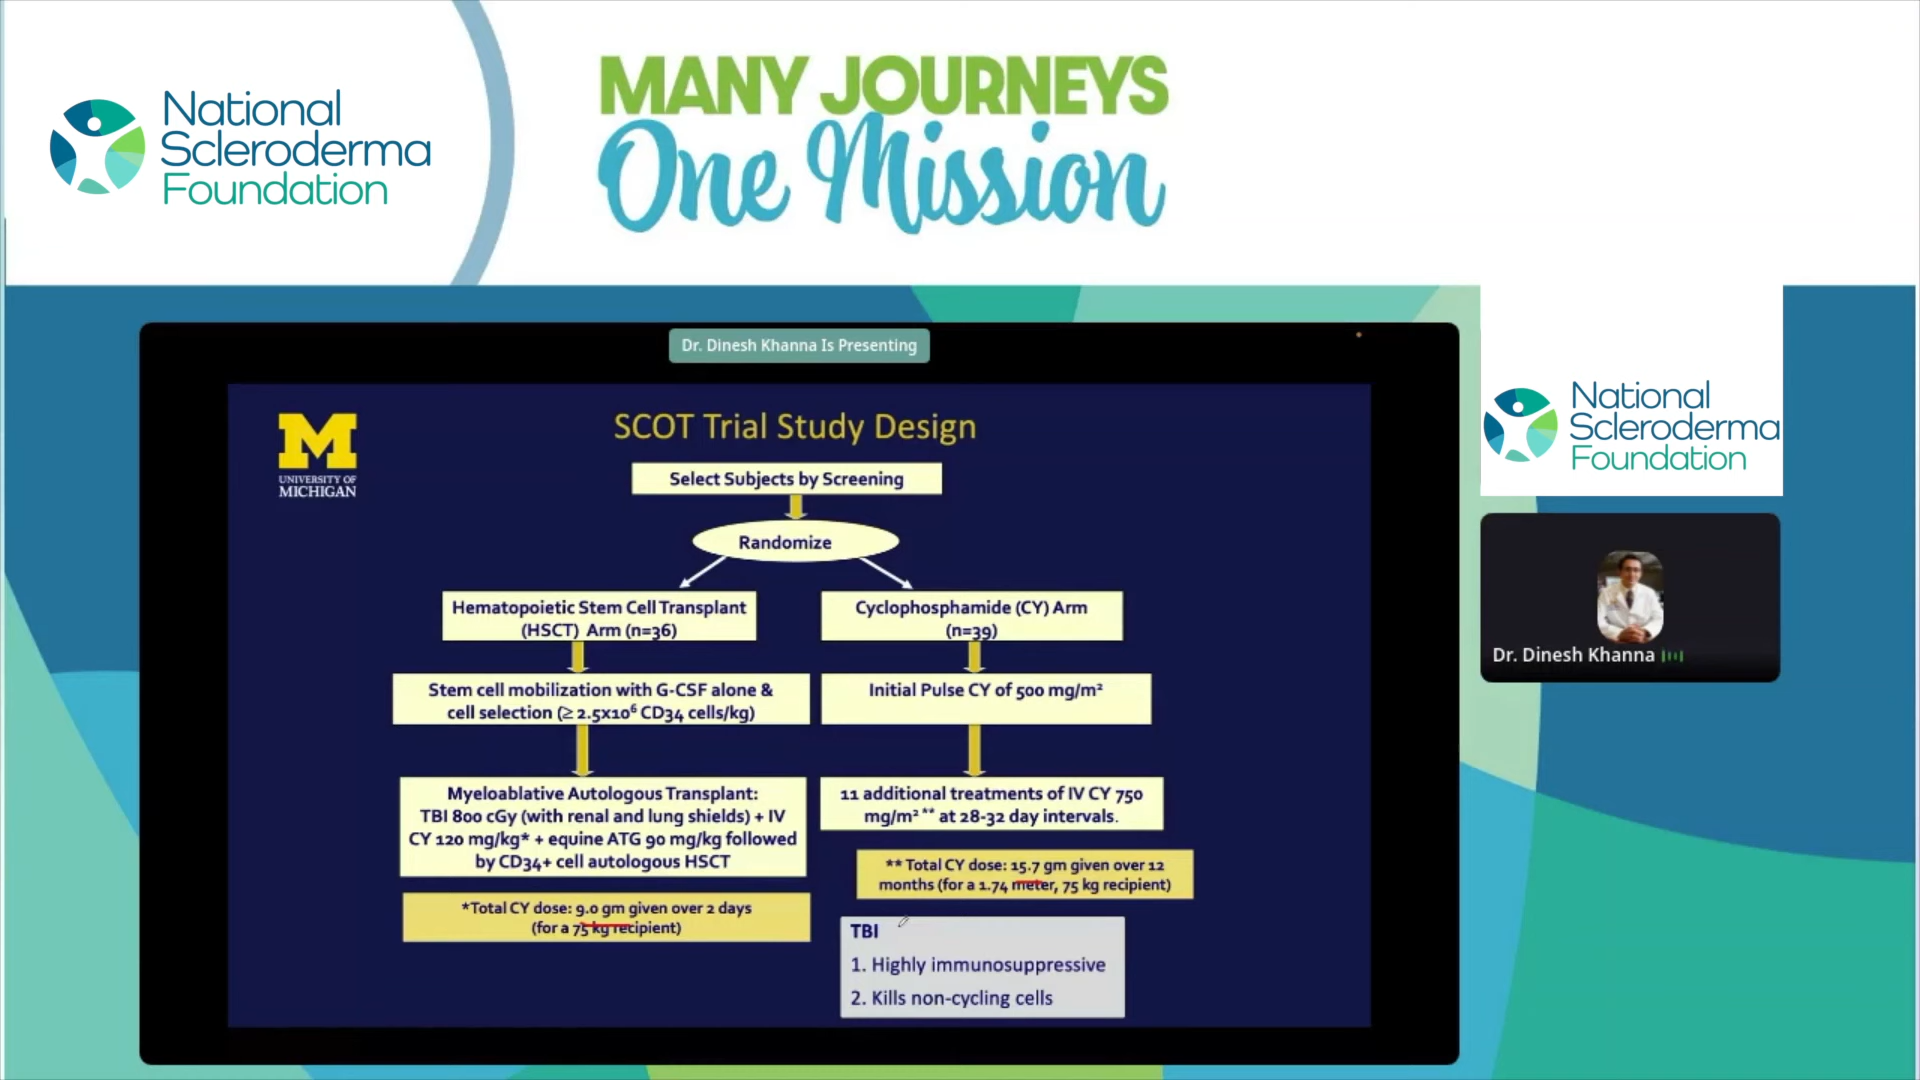 National
Scleroderma
Foundation
MANY JOURNEYS
One Mission
Dr. Dinesh Khanna Is Presenting
UNIVERSITY OF
MICHIGAN
SCOT Trial Study Design
Select Subjects by Screening
Randomize
Hematopoietic Stem Cell Transplant
(HSCT) Arm (n=36)
Cyclophosphamide (CY) Arm
(n=39)
Stem cell mobilization with G-CSF alone &
cell selection (≥ 2.5x10⁶ CD34 cells/kg)
Initial Pulse CY of 500 mg/m²
Myeloablative Autologous Transplant:
TBI 800 cGy (with renal and lung shields) + IV
CY 120 mg/kg* + equine ATG 90 mg/kg followed
by CD34+ cell autologous HSCT
11 additional treatments of IV CY 750
mg/m² ** at 28-32 day intervals.
*Total CY dose: 9.0 gm given over 2 days
(for a 75 kg recipient)
** Total CY dose: 15.7 gm given over 12
months (for a 1.74 meter, 75 kg recipient)
TBI
1. Highly immunosuppressive
2. Kills non-cycling cells
National
Scleroderma
Foundation
Dr. Dinesh Khanna